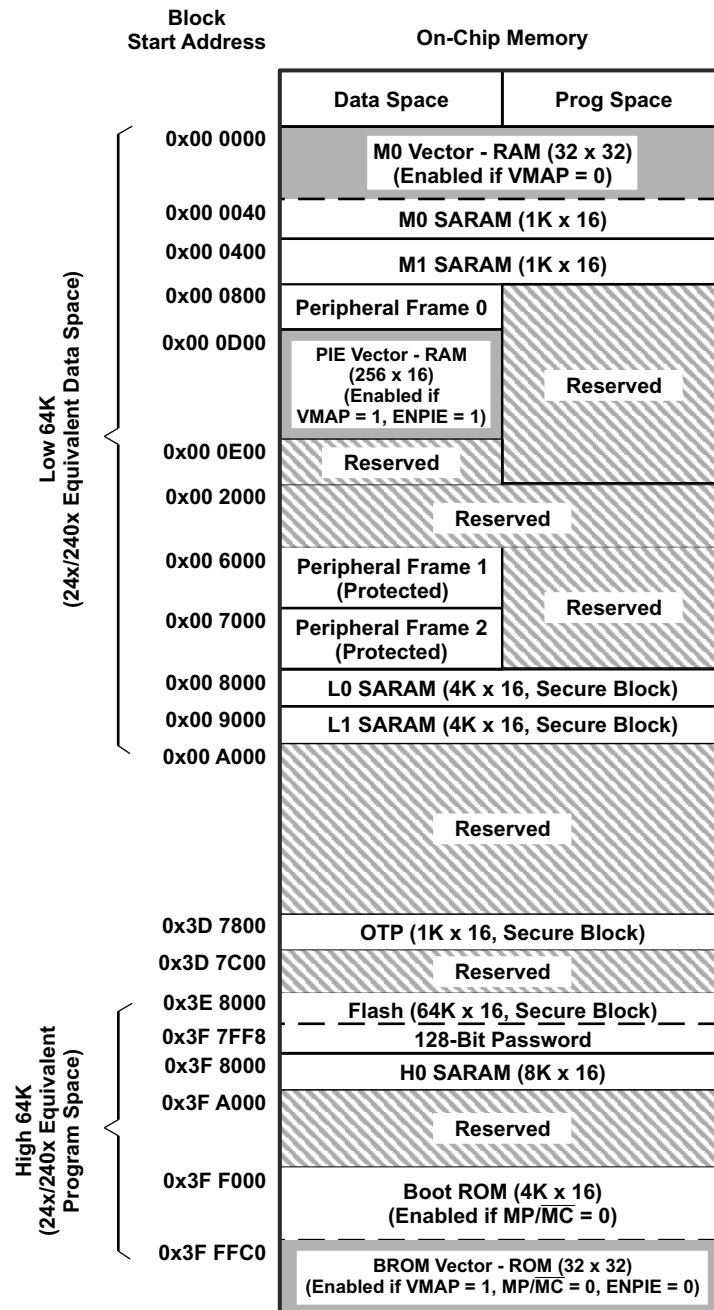 Block
Start Address
On-Chip Memory
Data Space
Prog Space
Low 64K
(24x/240x Equivalent Data Space)
0x00 0000
M0 Vector - RAM (32 x 32)
(Enabled if VMAP = 0)
0x00 0040
M0 SARAM (1K x 16)
0x00 0400
M1 SARAM (1K x 16)
0x00 0800
Peripheral Frame 0
Reserved
0x00 0D00
PIE Vector - RAM
(256 x 16)
(Enabled if
VMAP = 1, ENPIE = 1)
0x00 0E00
Reserved
0x00 2000
Reserved
0x00 6000
Peripheral Frame 1
(Protected)
Reserved
0x00 7000
Peripheral Frame 2
(Protected)
0x00 8000
L0 SARAM (4K x 16, Secure Block)
0x00 9000
L1 SARAM (4K x 16, Secure Block)
0x00 A000
Reserved
0x3D 7800
OTP (1K x 16, Secure Block)
0x3D 7C00
Reserved
High 64K
(24x/240x Equivalent
Program Space)
0x3E 8000
Flash (64K x 16, Secure Block)
0x3F 7FF8
128-Bit Password
0x3F 8000
H0 SARAM (8K x 16)
0x3F A000
Reserved
0x3F F000
Boot ROM (4K x 16)
(Enabled if MP/M̅C̅ = 0)
0x3F FFC0
BROM Vector - ROM (32 x 32)
(Enabled if VMAP = 1, MP/M̅C̅ = 0, ENPIE = 0)